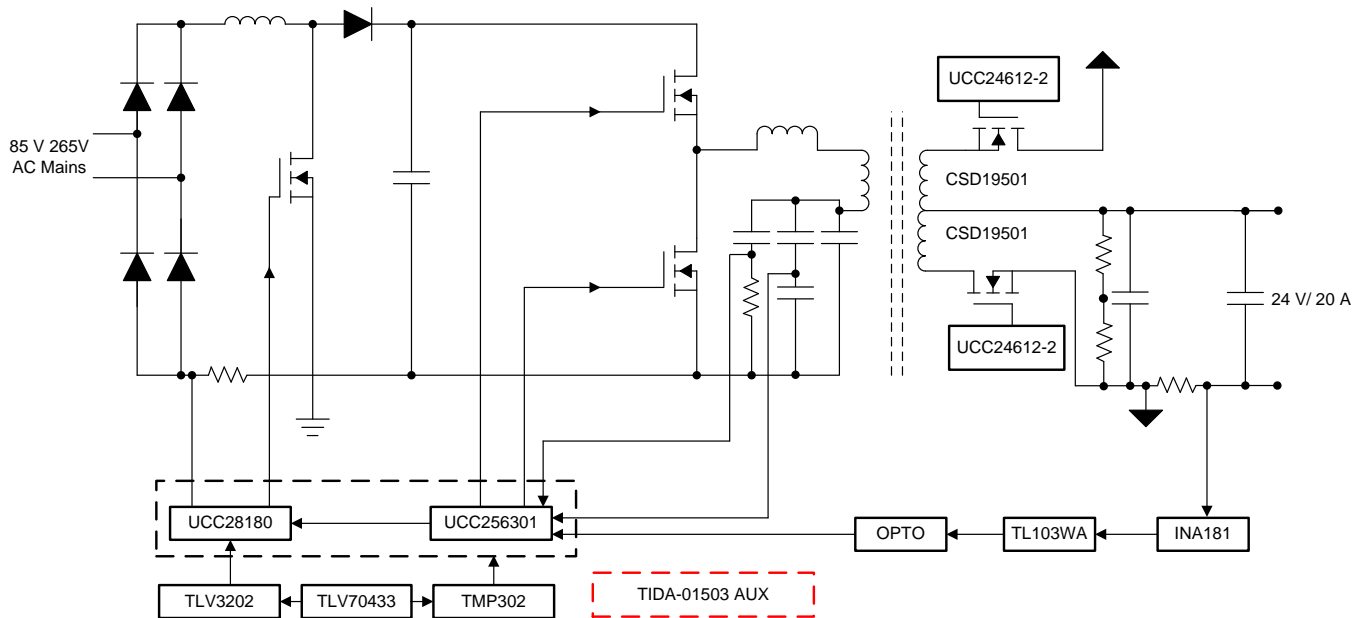 UCC24612-2
85 V 265V
AC Mains
CSD19501
CSD19501
24 V/ 20 A
UCC24612-2
UCC28180
UCC256301
OPTO
TL103WA
INA181
TLV3202
TLV70433
TMP302
TIDA-01503 AUX